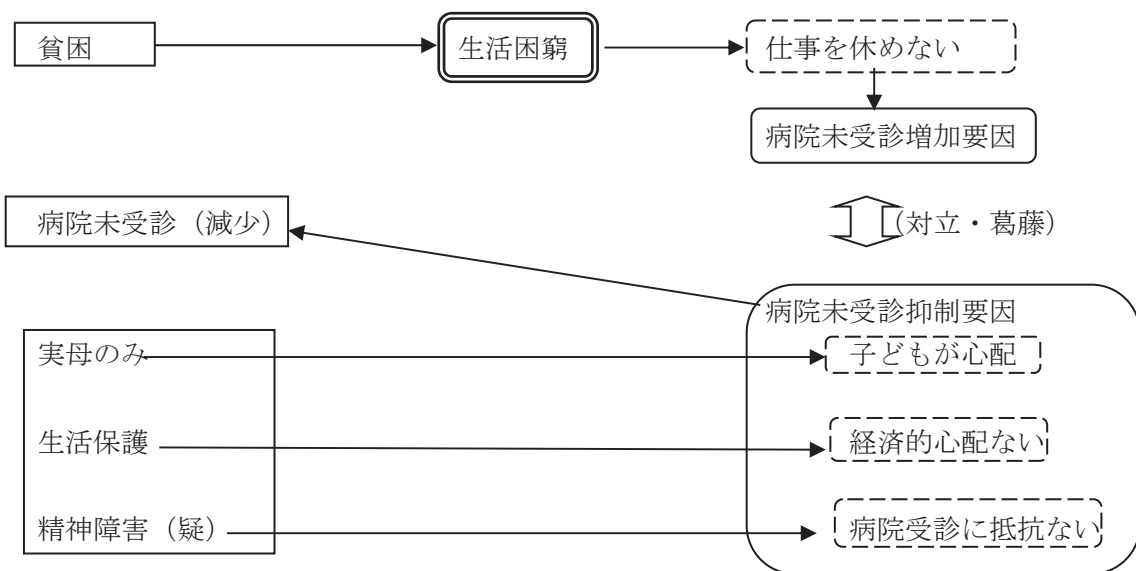 貧困
生活困窮
仕事を休めない
病院未受診増加要因
病院未受診（減少）
（対立・葛藤）
病院未受診抑制要因
実母のみ
子どもが心配
生活保護
経済的心配ない
精神障害（疑）
病院受診に抵抗ない